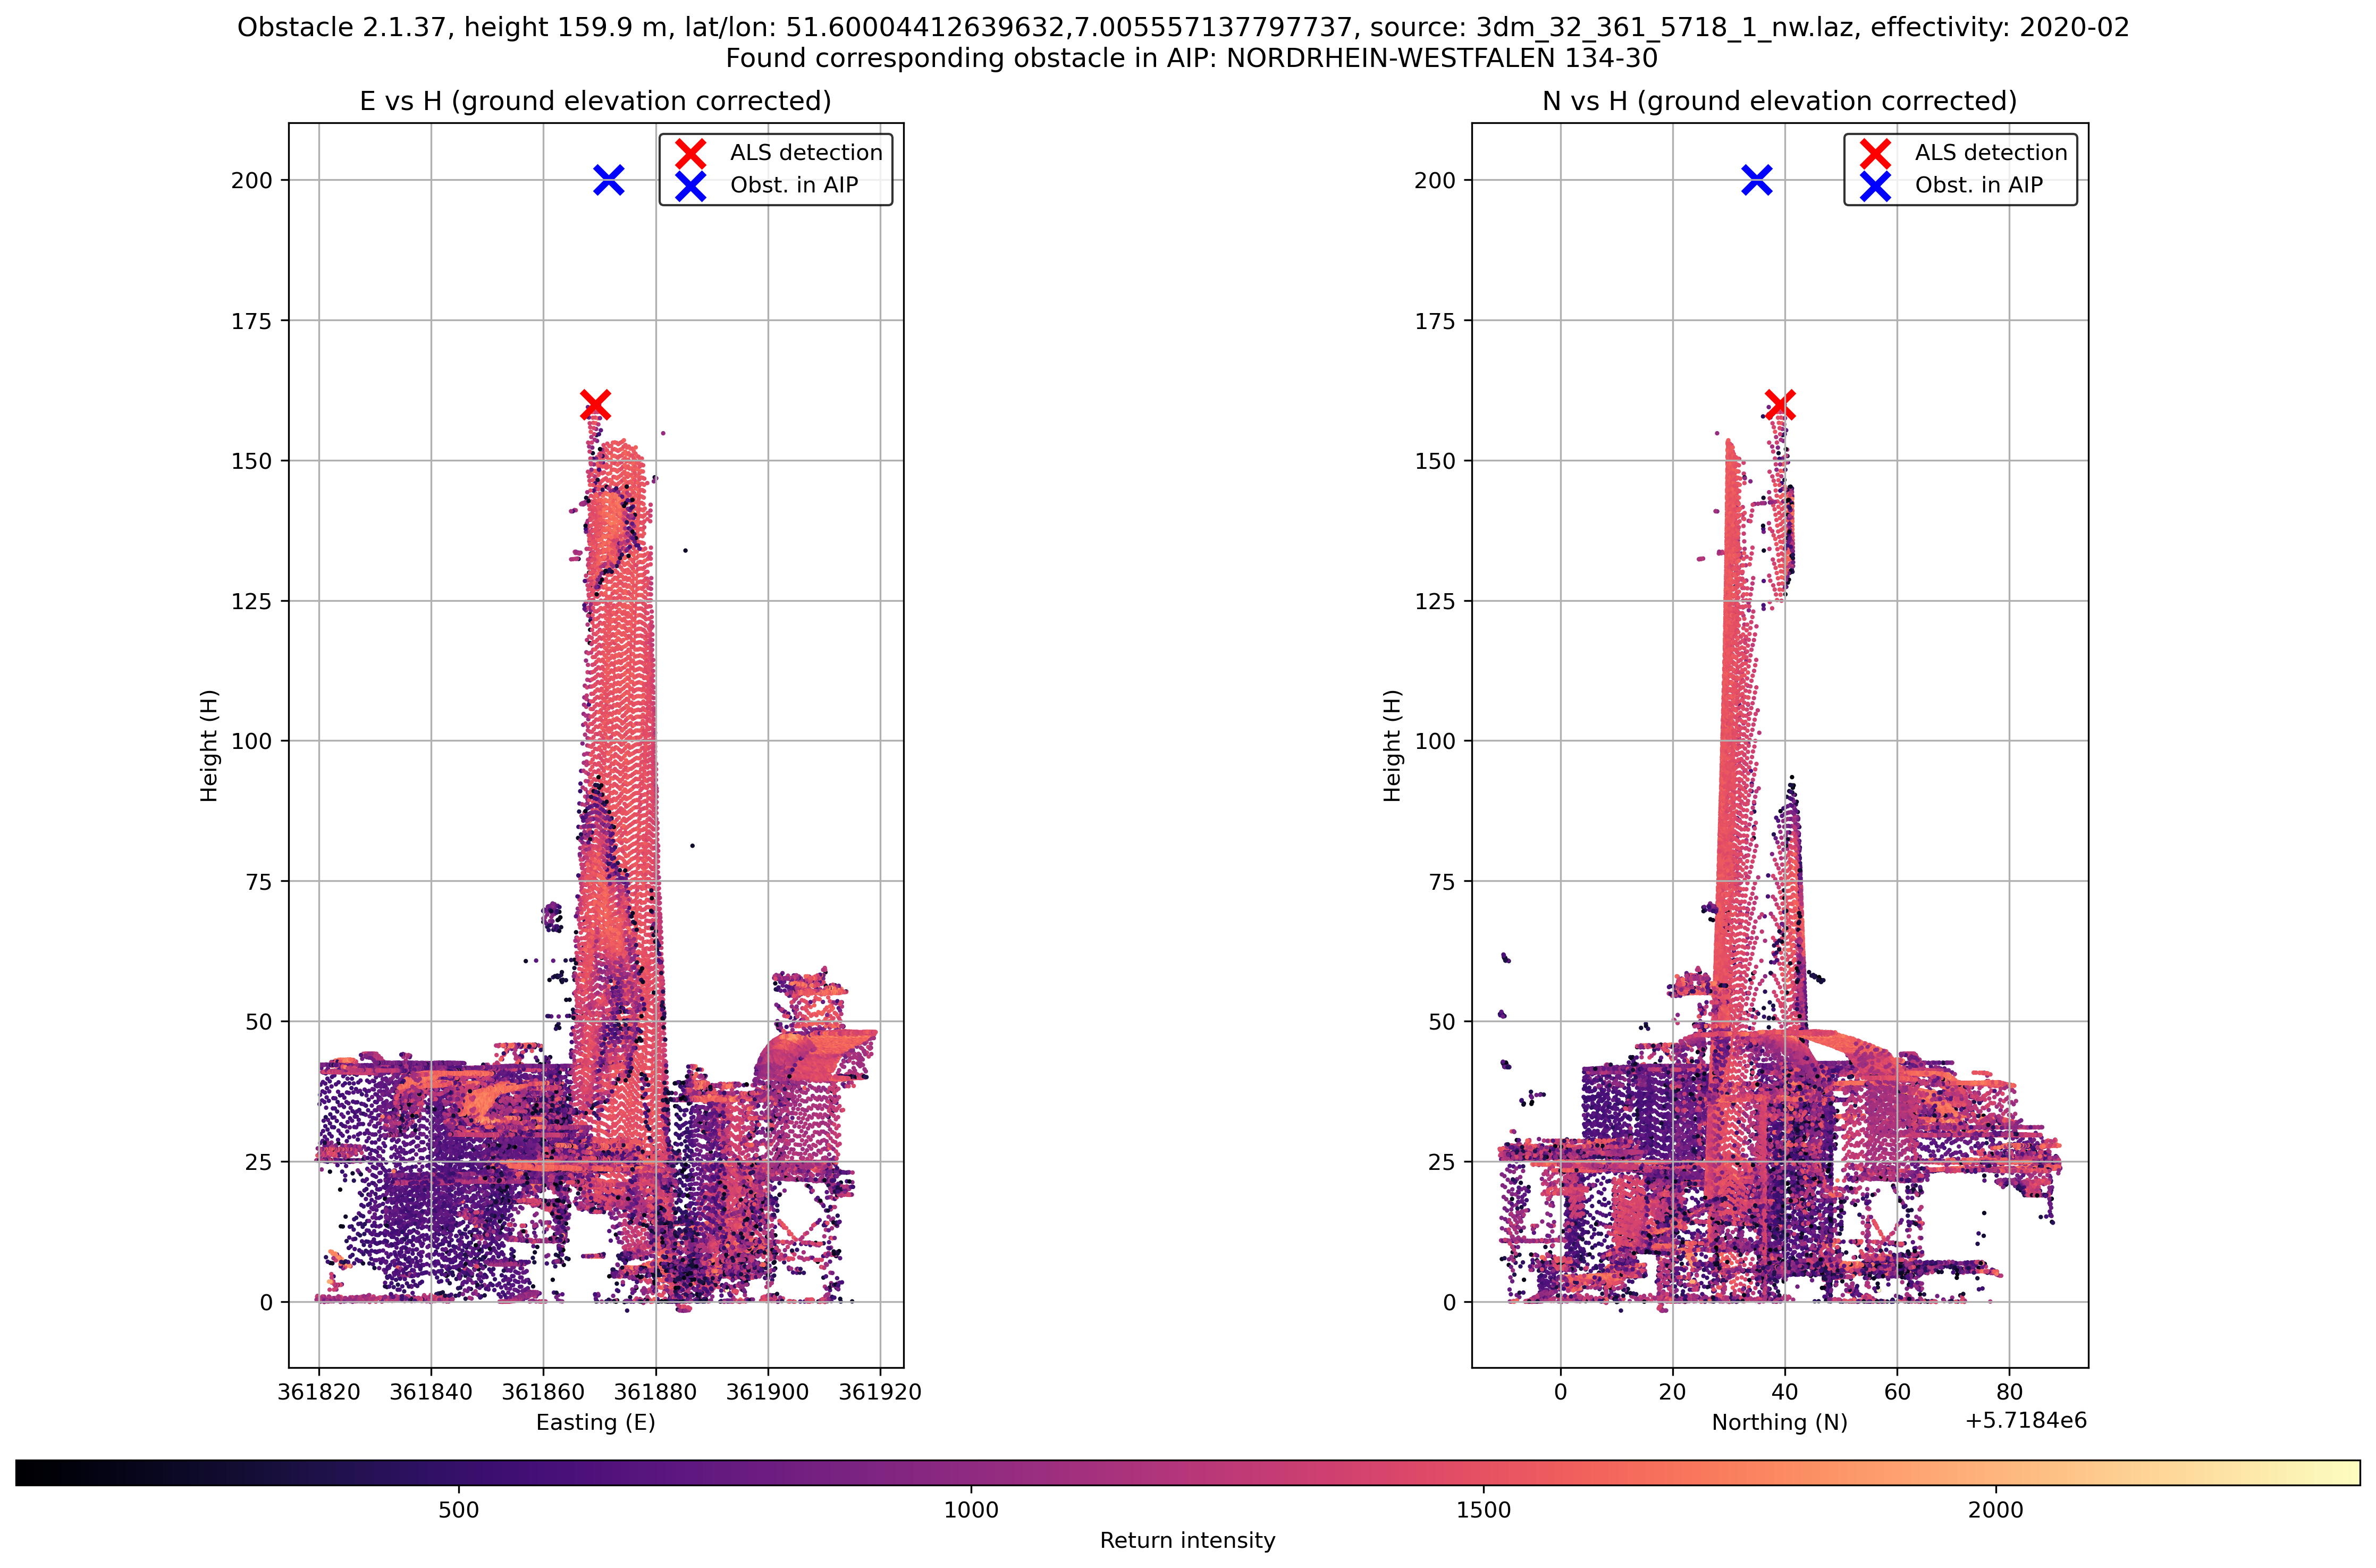 Obstacle 2.1.37, height 159.9 m, lat/lon: 51.60004412639632,7.005557137797737, source: 3dm_32_361_5718_1_nw.laz, effectivity: 2020-02
Found corresponding obstacle in AIP: NORDRHEIN-WESTFALEN 134-30
E vs H (ground elevation corrected)
ALS detection
Obst. in AIP
200
175
150
125
100
75
50
25
0
Height (H)
361820 361840 361860 361880 361900 361920
Easting (E)
N vs H (ground elevation corrected)
ALS detection
Obst. in AIP
200
175
150
125
100
75
50
25
0
Height (H)
0 20 40 60 80
Northing (N)
+5.7184e6
500 1000 1500 2000
Return intensity